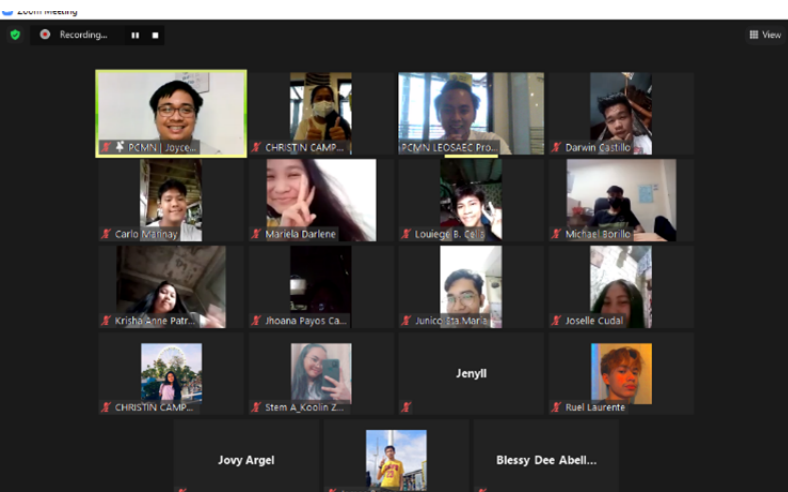 Zoom Meeting
Recording...
View
PCMN | Joyce...
CHRISTIN CAMP...
PCMN LEOSAEC Pro...
Darwin Castillo
Carlo Mannay
Mariela Darlene
Louiege B. Celis
Michael Borillo
Krisha Anne Patr...
Jhoana Payos Ca...
Junico Sta.Maria
Joselle Cudal
CHRISTIN CAMP...
Stem A_Koolin Z...
Jenyll
Ruel Laurente
Jovy Argel
Blessy Dee Abell...